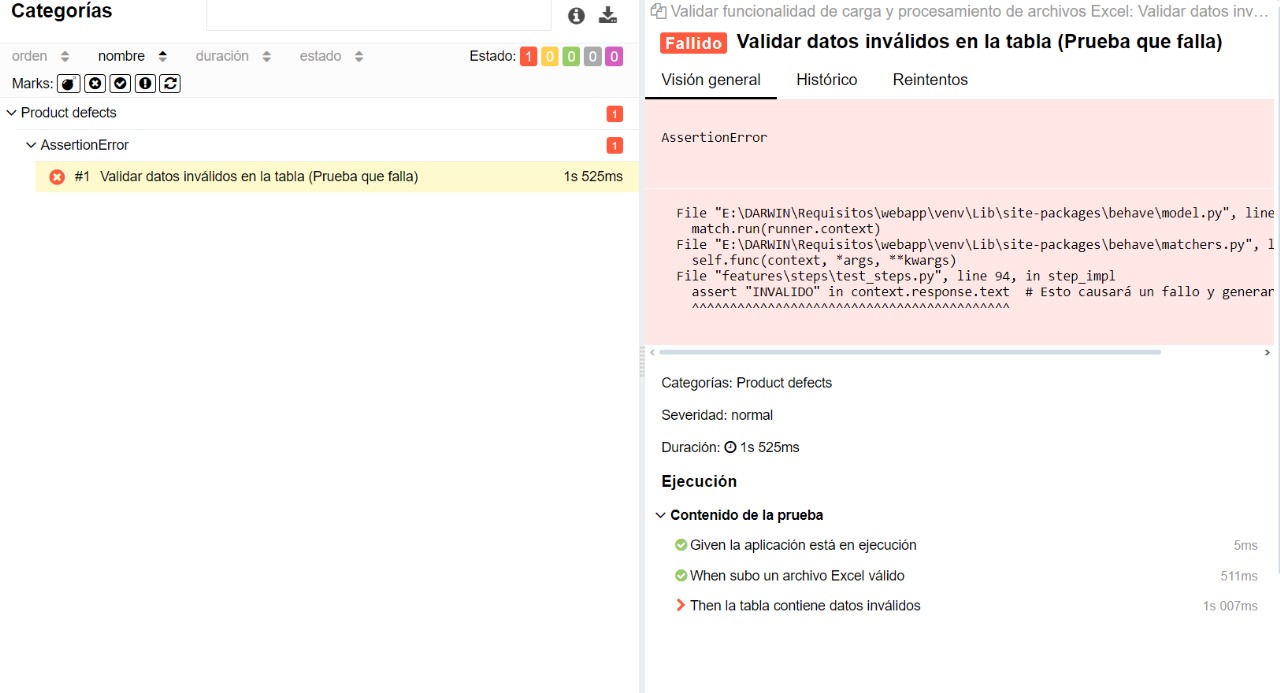 Categorías
orden nombre duración estado Estado: 1 0 0 0 0
Marks:
Product defects 1
AssertionError 1
#1 Validar datos inválidos en la tabla (Prueba que falla) 1s 525ms
Validar funcionalidad de carga y procesamiento de archivos Excel: Validar datos inv…
Fallido Validar datos inválidos en la tabla (Prueba que falla)
Visión general Histórico Reintentos
AssertionError
File "E:\DARWIN\Requisitos\webapp\venv\Lib\site-packages\behave\model.py", line
match.run(runner.context)
File "E:\DARWIN\Requisitos\webapp\venv\Lib\site-packages\behave\matchers.py", l
self.func(context, *args, **kwargs)
File "features\steps\test_steps.py", line 94, in step_impl
assert "INVALIDO" in context.response.text # Esto causará un fallo y generar
^^^^^^^^^^^^^^^^^^^^^^^^^^^^^^^^^^^^^^^^^^
Categorías: Product defects
Severidad: normal
Duración: 1s 525ms
Ejecución
Contenido de la prueba
Given la aplicación está en ejecución 5ms
When subo un archivo Excel válido 511ms
Then la tabla contiene datos inválidos 1s 007ms